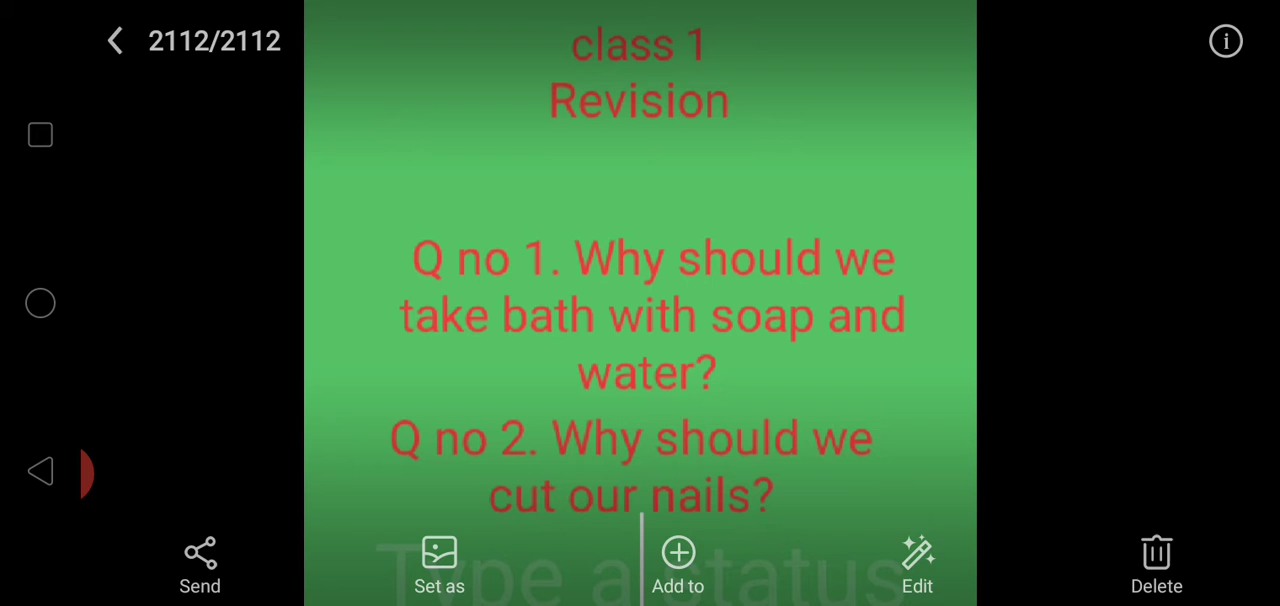 2112/2112
class 1
Revision
Q no 1. Why should we
take bath with soap and
water?
Q no 2. Why should we
cut our nails?
Type a status
Send
Set as
Add to
Edit
Delete